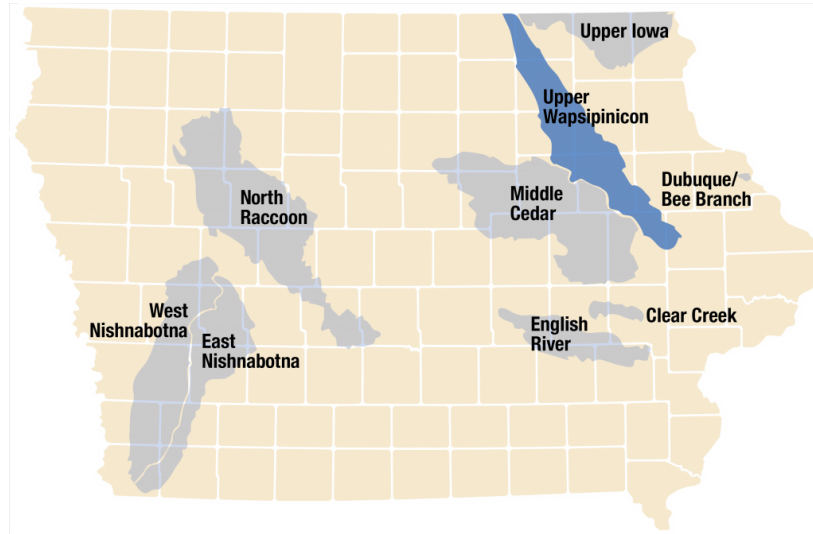 Upper Iowa
Upper
Wapsipinicon
Dubuque/
Bee Branch
North
Raccoon
Middle
Cedar
West
Nishnabotna
East
Nishnabotna
English
River
Clear Creek